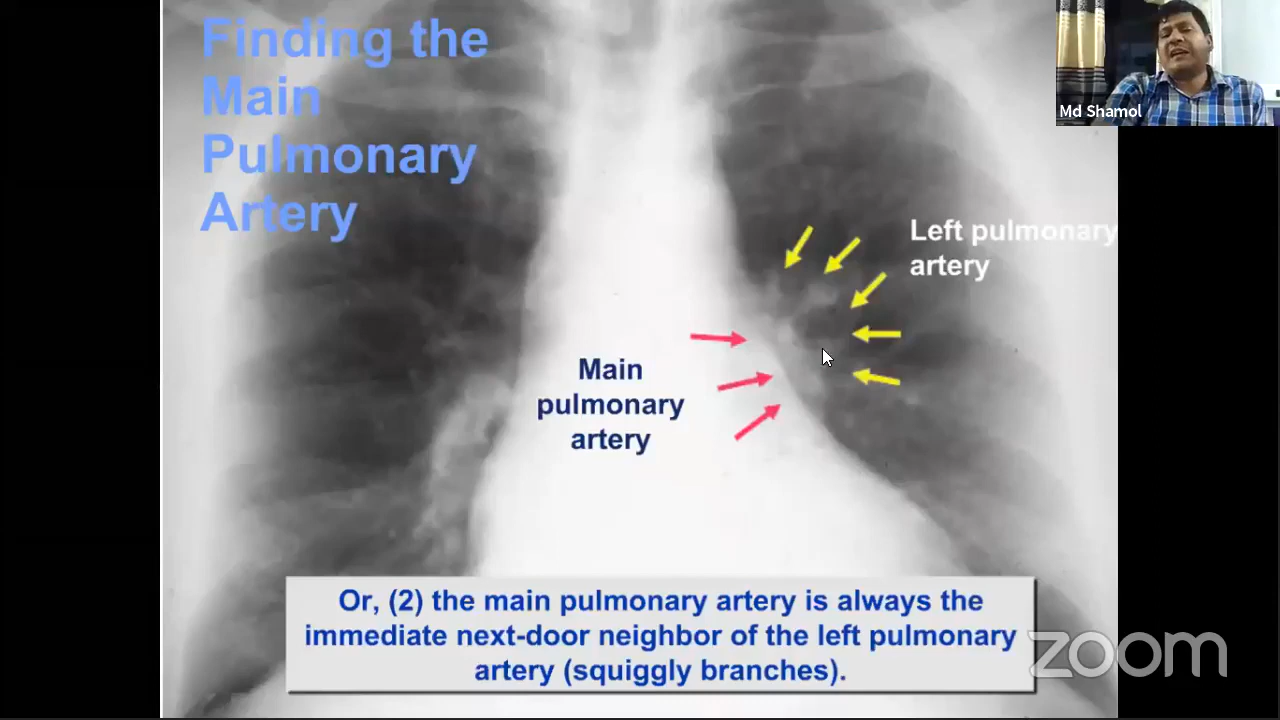 Finding the
Main
Pulmonary
Artery
Md Shamol
Left pulmonary
artery
Main
pulmonary
artery
Or, (2) the main pulmonary artery is always the
immediate next-door neighbor of the left pulmonary
artery (squiggly branches).
zoom